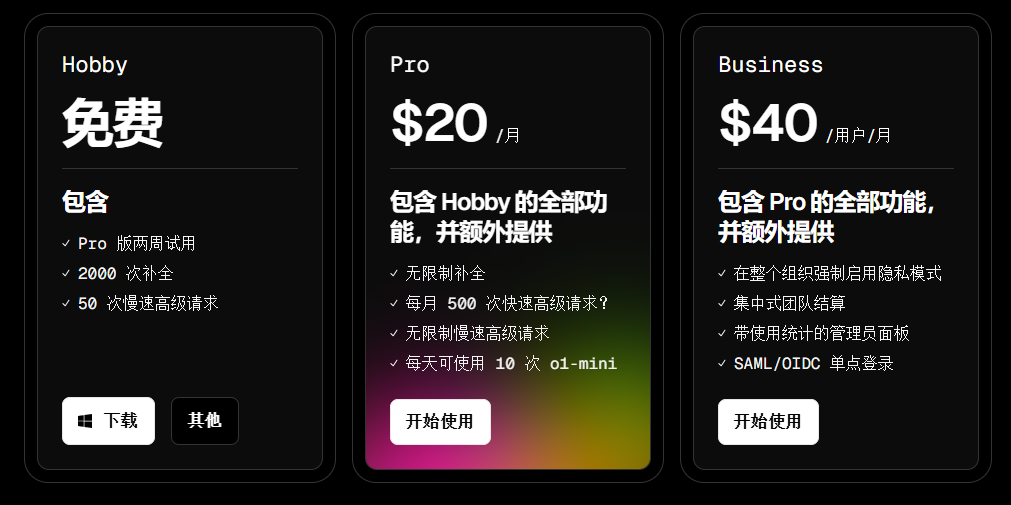 Hobby
免费
包含
✓ Pro 版两周试用
✓ 2000 次补全
✓ 50 次慢速高级请求
下载
其他
Pro
$20 /月
包含 Hobby 的全部功
能，并额外提供
✓ 无限制补全
✓ 每月 500 次快速高级请求?
✓ 无限制慢速高级请求
✓ 每天可使用 10 次 o1-mini
开始使用
Business
$40 /用户/月
包含 Pro 的全部功能，
并额外提供
✓ 在整个组织强制启用隐私模式
✓ 集中式团队结算
✓ 带使用统计的管理员面板
✓ SAML/OIDC 单点登录
开始使用